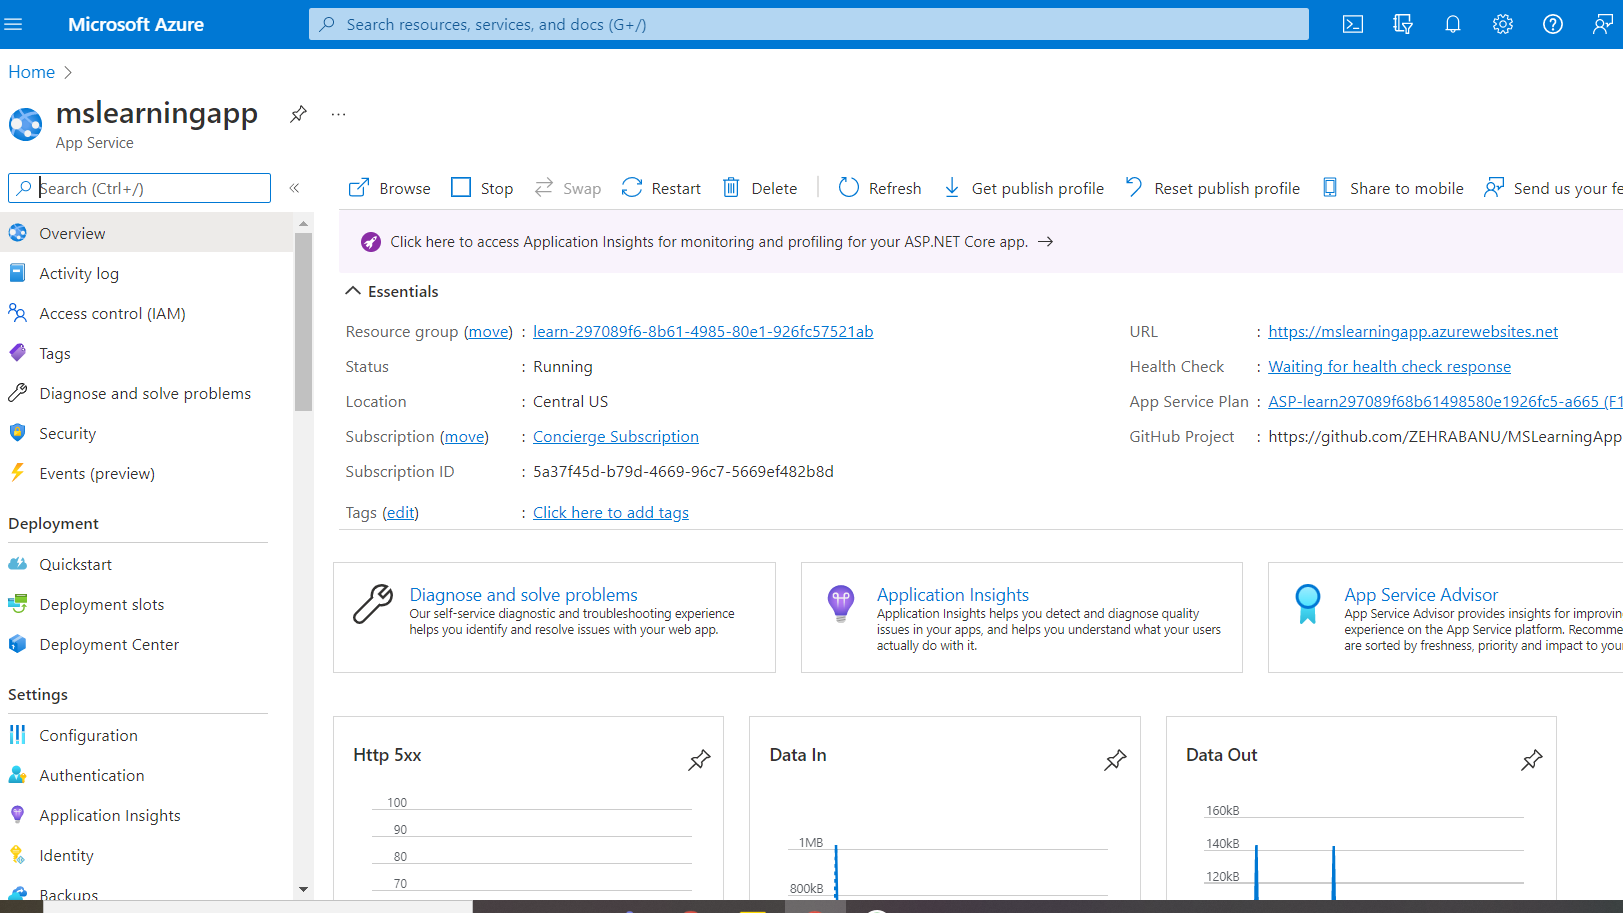 Microsoft Azure
Search resources, services, and docs (G+/)
Home
mslearningapp
...
App Service
Search (Ctrl+/)
«
Browse
Stop
Swap
Restart
Delete
Refresh
Get publish profile
Reset publish profile
Share to mobile
Send us your fe
Overview
Activity log
Access control (IAM)
Tags
Diagnose and solve problems
Security
Events (preview)
Deployment
Quickstart
Deployment slots
Deployment Center
Settings
Configuration
Authentication
Application Insights
Identity
Backups
Click here to access Application Insights for monitoring and profiling for your ASP.NET Core app. →
Essentials
Resource group (move) : learn-297089f6-8b61-4985-80e1-926fc57521ab
Status : Running
Location : Central US
Subscription (move) : Concierge Subscription
Subscription ID : 5a37f45d-b79d-4669-96c7-5669ef482b8d
Tags (edit) : Click here to add tags
URL : https://mslearningapp.azurewebsites.net
Health Check : Waiting for health check response
App Service Plan : ASP-learn297089f68b61498580e1926fc5-a665 (F1
GitHub Project : https://github.com/ZEHRABANU/MSLearningApp
Diagnose and solve problems
Our self-service diagnostic and troubleshooting experience
helps you identify and resolve issues with your web app.
Application Insights
Application Insights helps you detect and diagnose quality
issues in your apps, and helps you understand what your users
actually do with it.
App Service Advisor
App Service Advisor provides insights for improvin
experience on the App Service platform. Recomme
are sorted by freshness, priority and impact to your
Http 5xx
100
90
80
70
Data In
1MB
800kB
Data Out
160kB
140kB
120kB